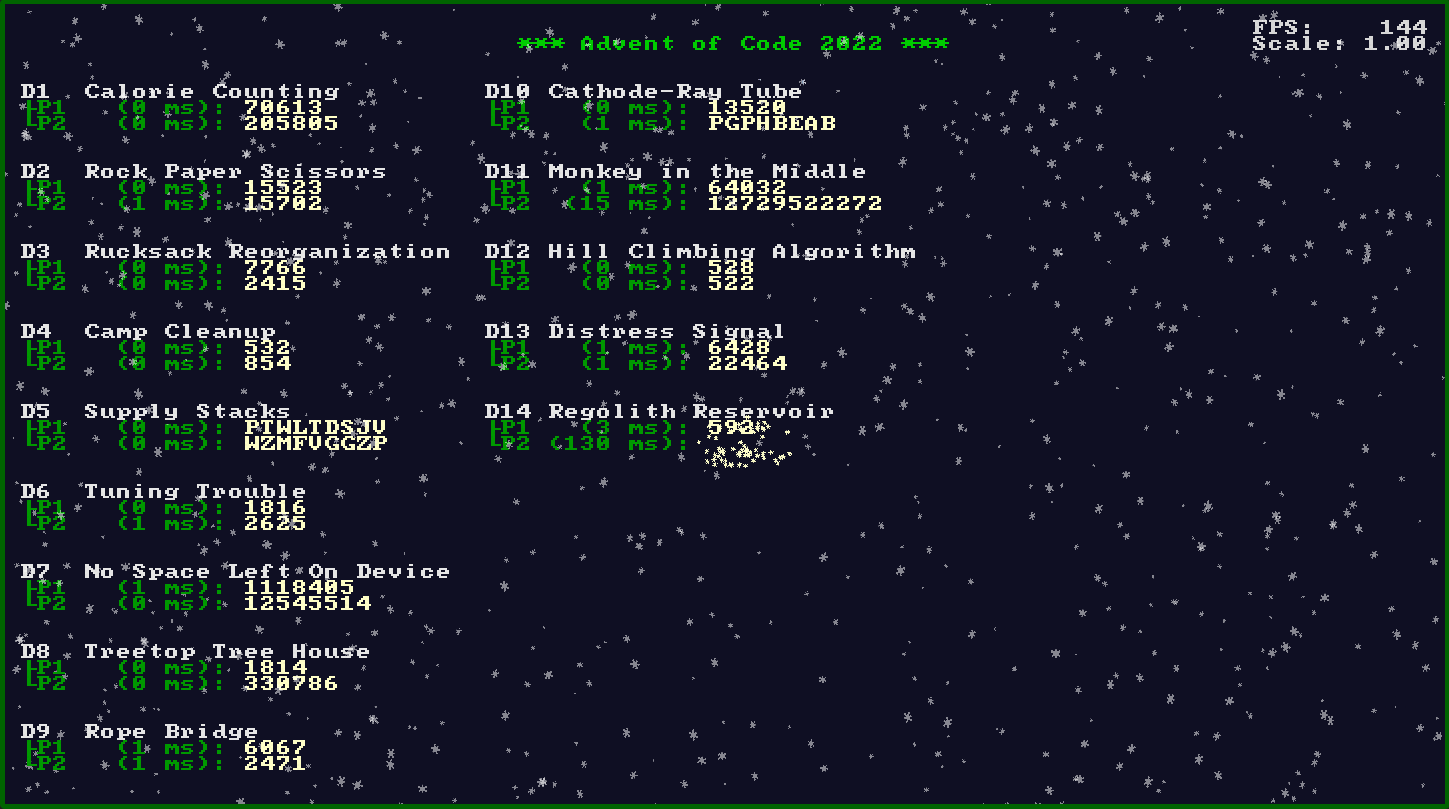 *** Advent of Code 2022 ***
FPS: 144
Scale: 1.00
D1 Calorie Counting
├P1 (0 ms): 70613
└P2 (0 ms): 205805
D2 Rock Paper Scissors
├P1 (0 ms): 15523
└P2 (1 ms): 15702
D3 Rucksack Reorganization
├P1 (0 ms): 7766
└P2 (0 ms): 2415
D4 Camp Cleanup
├P1 (0 ms): 532
└P2 (0 ms): 854
D5 Supply Stacks
├P1 (0 ms): PTWLTDSJV
└P2 (0 ms): WZMFVGGZP
D6 Tuning Trouble
├P1 (0 ms): 1816
└P2 (1 ms): 2625
D7 No Space Left On Device
├P1 (1 ms): 1118405
└P2 (0 ms): 12545514
D8 Treetop Tree House
├P1 (0 ms): 1814
└P2 (0 ms): 330786
D9 Rope Bridge
├P1 (1 ms): 6067
└P2 (1 ms): 2471
D10 Cathode-Ray Tube
├P1 (0 ms): 13520
└P2 (1 ms): PGPHBEAB
D11 Monkey in the Middle
├P1 (1 ms): 64032
└P2 (15 ms): 12729522272
D12 Hill Climbing Algorithm
├P1 (0 ms): 528
└P2 (0 ms): 522
D13 Distress Signal
├P1 (1 ms): 6428
└P2 (1 ms): 22464
D14 Regolith Reservoir
├P1 (3 ms):
└P2 (130 ms):